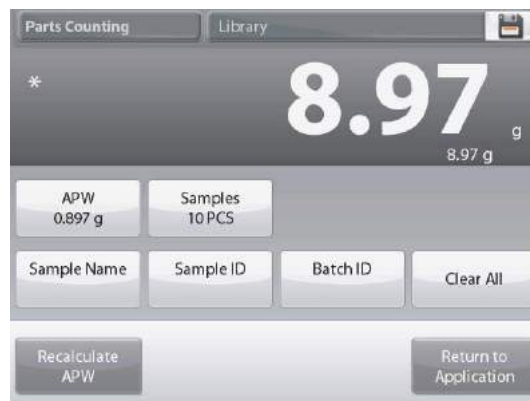 Parts Counting
Library
*
8.97 g
8.97 g
APW
0.897 g
Samples
10 PCS
Sample Name
Sample ID
Batch ID
Clear All
Recalculate
APW
Return to
Application